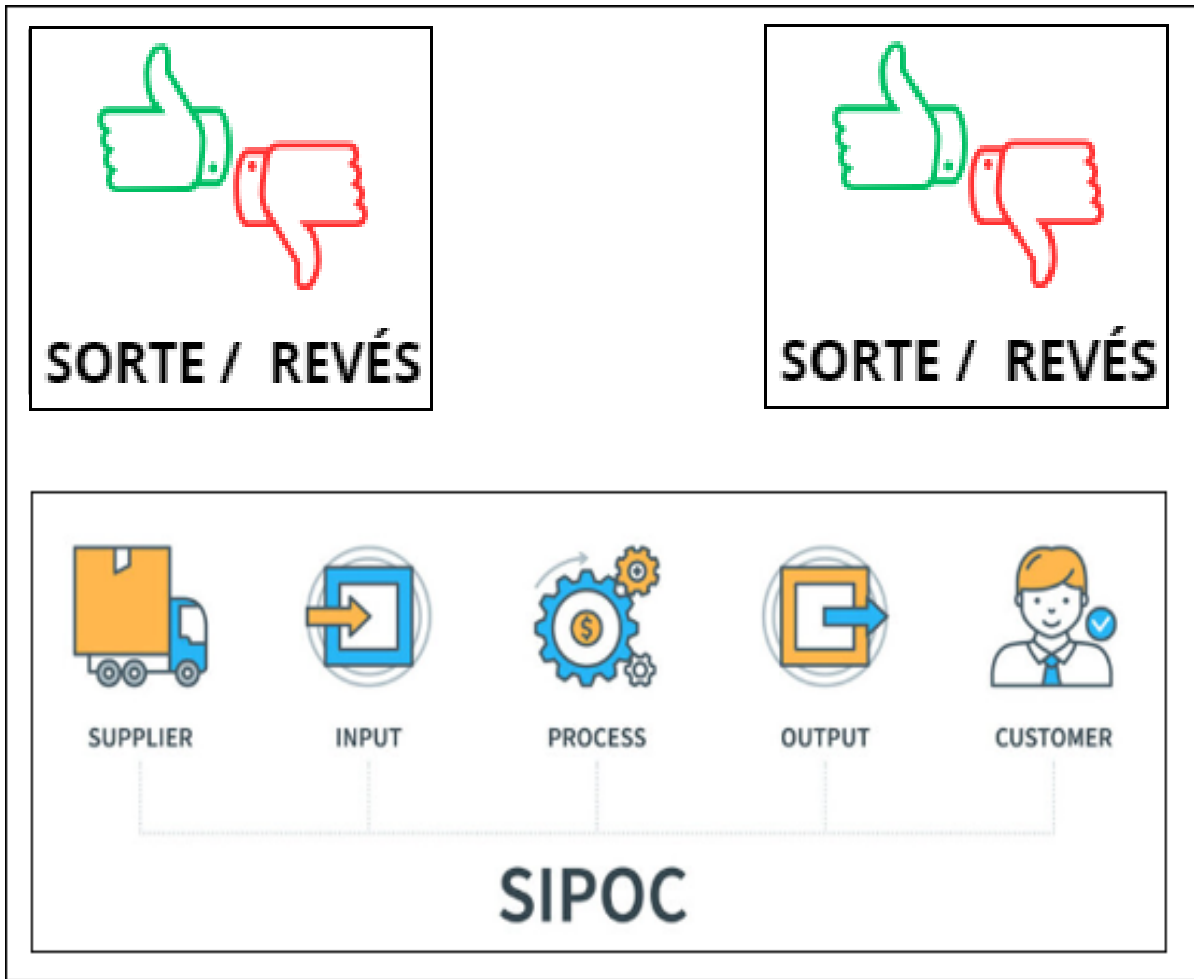 SORTE / REVÉS
SORTE / REVÉS
SUPPLIER
INPUT
PROCESS
OUTPUT
CUSTOMER
SIPOC